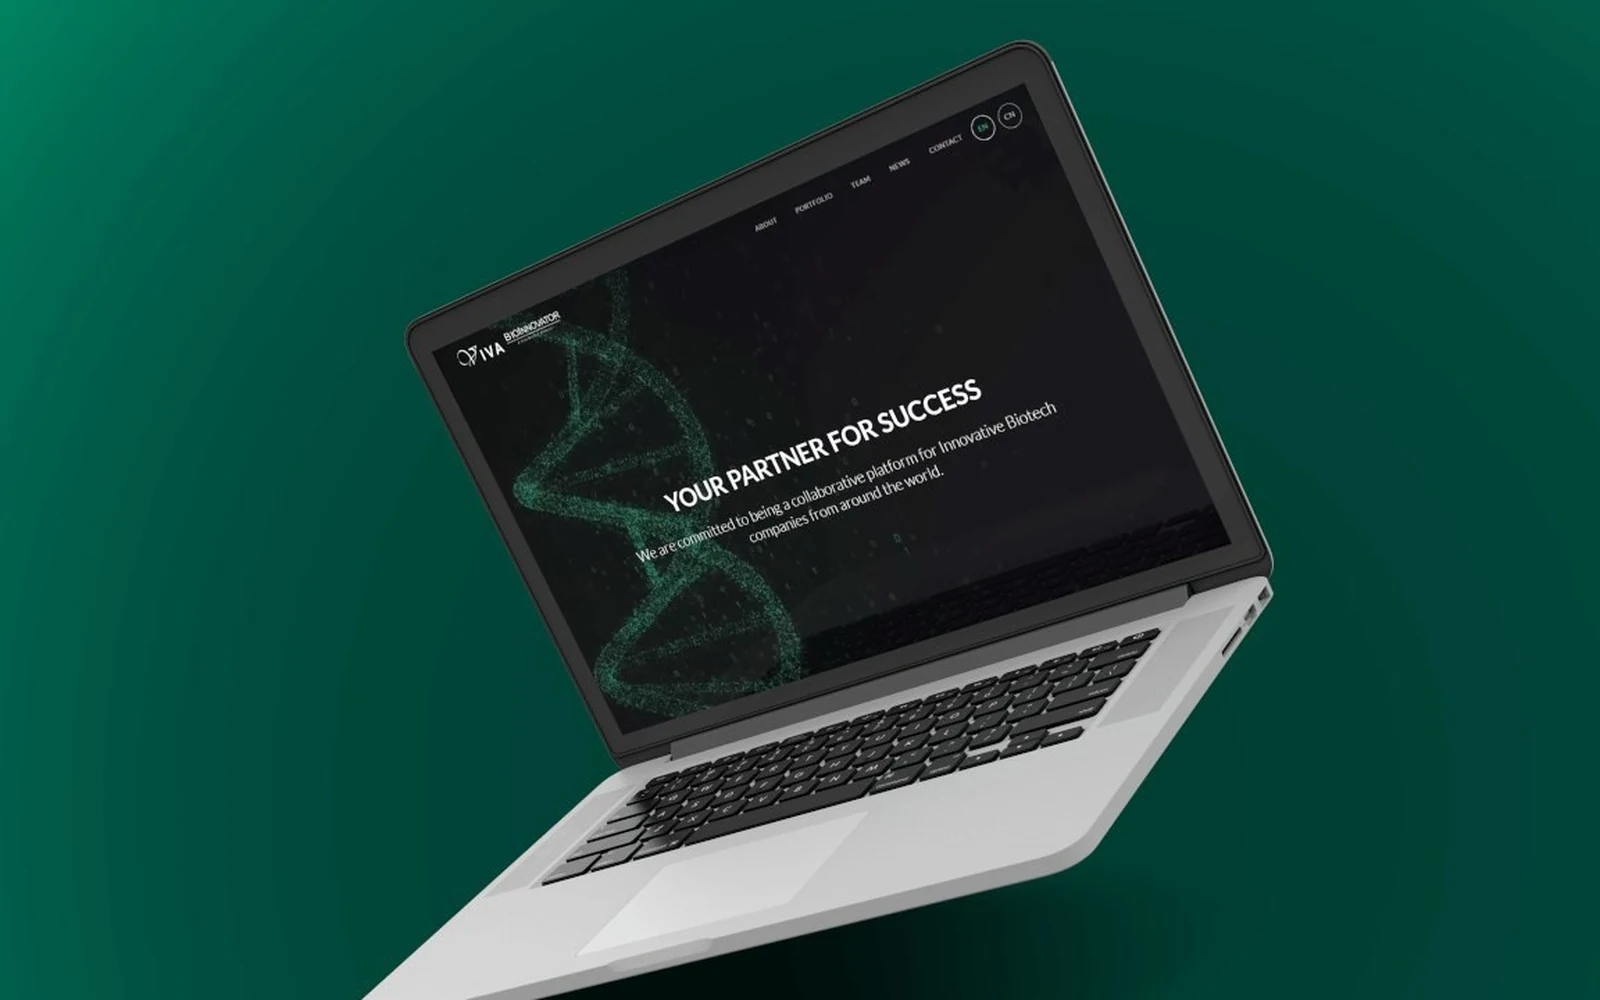 VIVA BIOINNOVATOR
ABOUT PORTFOLIO TEAM NEWS CONTACT EN CN
YOUR PARTNER FOR SUCCESS
We are committed to being a collaborative platform for Innovative Biotech
companies from around the world.